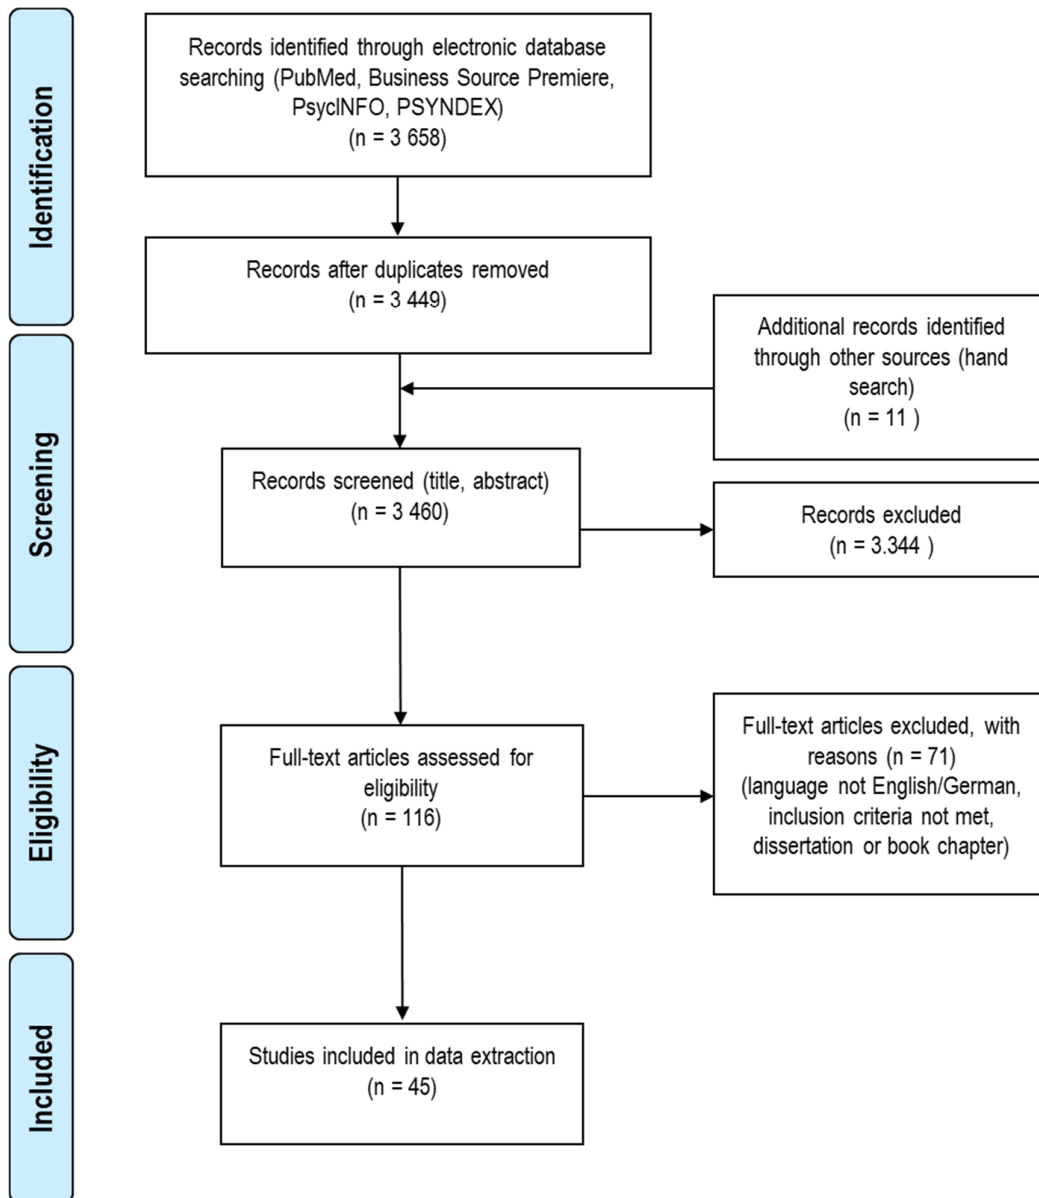 Identification
Records identified through electronic database
searching (PubMed, Business Source Premiere,
PsycINFO, PSYNDEX)
(n = 3 658)
Records after duplicates removed
(n = 3 449)
Additional records identified
through other sources (hand
search)
(n = 11 )
Screening
Records screened (title, abstract)
(n = 3 460)
Records excluded
(n = 3.344 )
Eligibility
Full-text articles assessed for
eligibility
(n = 116)
Full-text articles excluded, with
reasons (n = 71)
(language not English/German,
inclusion criteria not met,
dissertation or book chapter)
Included
Studies included in data extraction
(n = 45)